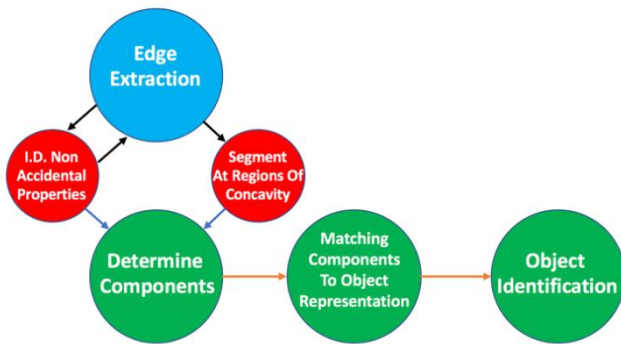 Edge
Extraction
I.D. Non
Accidental
Properties
Segment
At Regions Of
Concavity
Determine
Components
Matching
Components
To Object
Representation
Object
Identification